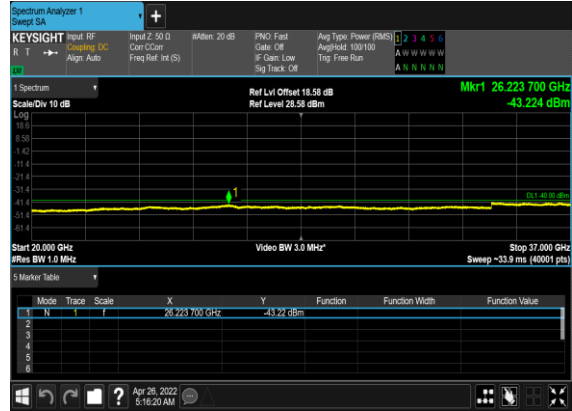 Spectrum Analyzer 1
Swept SA
KEYSIGHT Input: RF Input Z: 50 Ω #Atten: 20 dB PNO: Fast Avg Type: Power (RMS) 1 2 3 4 5 6
R T Coupling: DC Corr CCorr Gate: Off Avg|Hold: 100/100 A W W W W W
Align: Auto Freq Ref: Int (S) IF Gain: Low Trig: Free Run
Sig Track: Off A N N N N N
1 Spectrum Ref Lvl Offset 18.58 dB Mkr1 26.223 700 GHz
Scale/Div 10 dB Ref Level 28.58 dBm -43.224 dBm
Log
18.6
8.58
-1.42
-11.4
-21.4
-31.4
1
DL1 -40.00 dBm
-41.4
-51.4
-61.4
Start 20.000 GHz Video BW 3.0 MHz* Stop 37.000 GHz
#Res BW 1.0 MHz Sweep ~33.9 ms (40001 pts)
5 Marker Table
Mode Trace Scale X Y Function Function Width Function Value
1 N 1 f 26.223 700 GHz -43.22 dBm
2
3
4
5
6
? Apr 26, 2022
5:16:20 AM